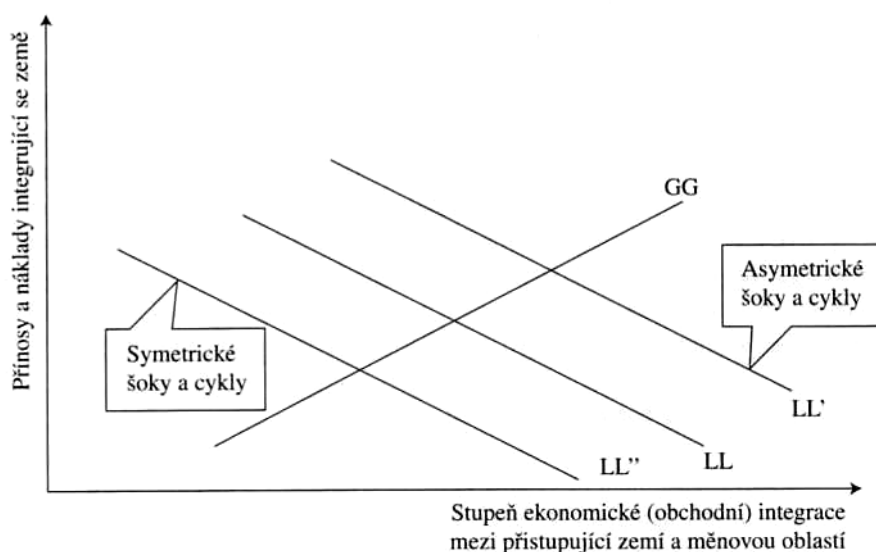 Přínosy a náklady integrující se země
GG
Asymetrické
šoky a cykly
Symetrické
šoky a cykly
LL'
LL"
LL
Stupeň ekonomické (obchodní) integrace
mezi přistupující zemí a měnovou oblastí